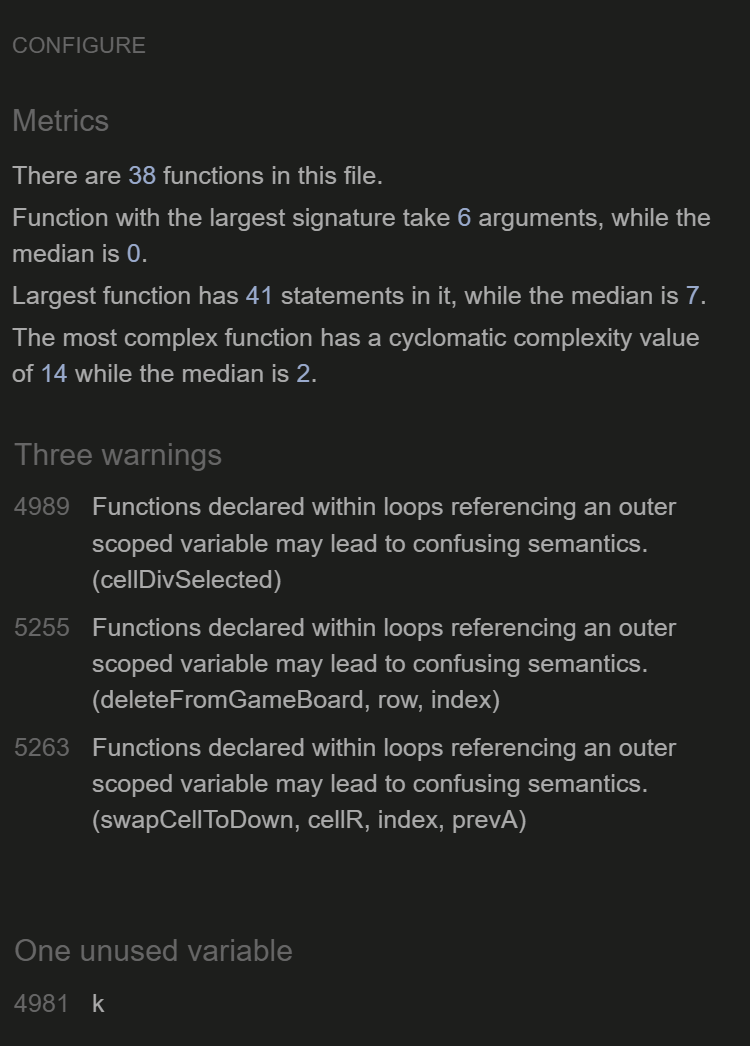 CONFIGURE
Metrics
There are 38 functions in this file.
Function with the largest signature take 6 arguments, while the
median is 0.
Largest function has 41 statements in it, while the median is 7.
The most complex function has a cyclomatic complexity value
of 14 while the median is 2.
Three warnings
4989 Functions declared within loops referencing an outer
scoped variable may lead to confusing semantics.
(cellDivSelected)
5255 Functions declared within loops referencing an outer
scoped variable may lead to confusing semantics.
(deleteFromGameBoard, row, index)
5263 Functions declared within loops referencing an outer
scoped variable may lead to confusing semantics.
(swapCellToDown, cellR, index, prevA)
One unused variable
4981 k